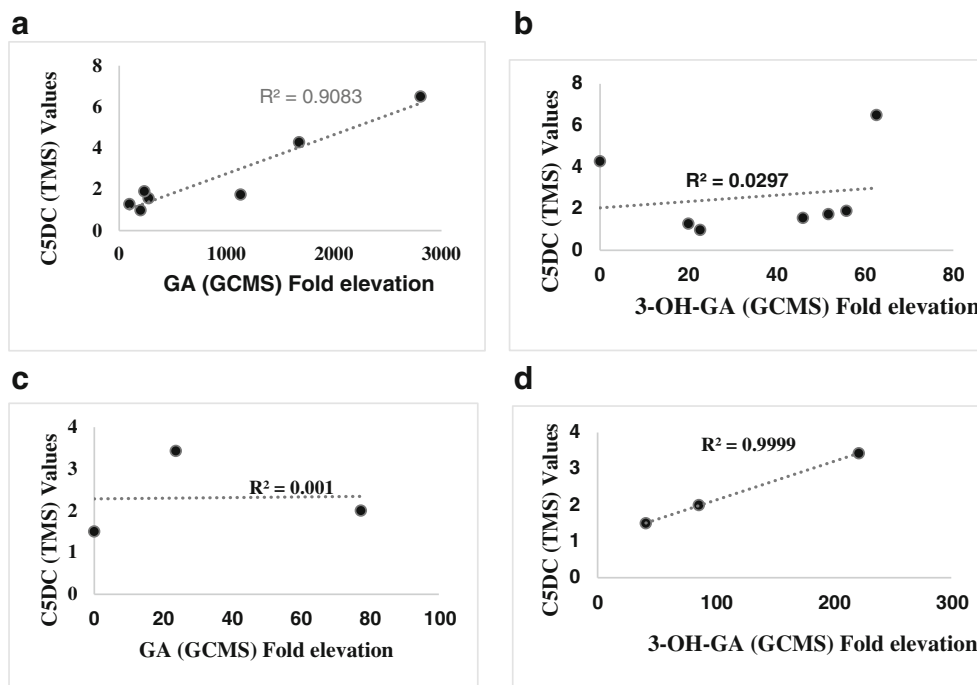 a
C5DC (TMS) Values
8
6
4
2
0
R² = 0.9083
0 1000 2000 3000
GA (GCMS) Fold elevation
b
C5DC (TMS) Values
8
6
4
2
0
R² = 0.0297
0 20 40 60 80
3-OH-GA (GCMS) Fold elevation
c
C5DC (TMS) Values
4
3
2
1
0
R² = 0.001
0 20 40 60 80 100
GA (GCMS) Fold elevation
d
C5DC (TMS) Values
4
3
2
1
0
R² = 0.9999
0 100 200 300
3-OH-GA (GCMS) Fold elevation